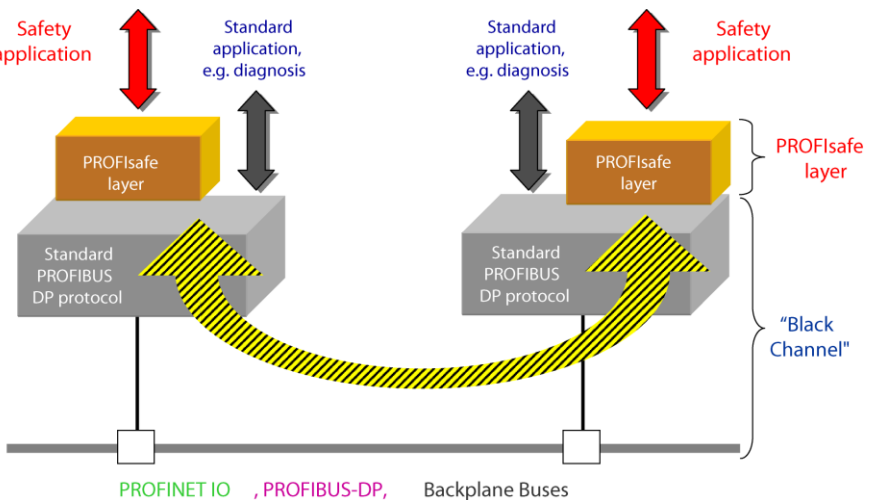 Safety
application
Standard
application,
e.g. diagnosis
Standard
application,
e.g. diagnosis
Safety
application
PROFIsafe
layer
PROFIsafe
layer
PROFIsafe
layer
Standard
PROFIBUS
DP protocol
Standard
PROFIBUS
DP protocol
“Black
Channel"
PROFINET IO , PROFIBUS-DP, Backplane Buses